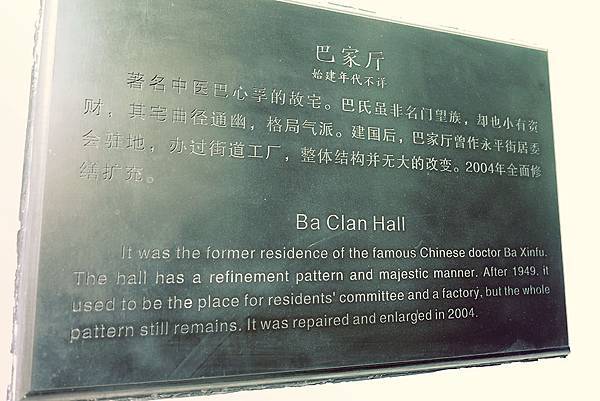 巴家厅
始建年代不详
著名中医巴心孚的故宅。巴氏虽非名门望族，却也小有资
财，其宅曲径通幽，格局气派。建国后，巴家厅曾作永平街居委
会驻地，办过街道工厂，整体结构并无大的改变。2004年全面修
缮扩充。
Ba Clan Hall
It was the former residence of the famous Chinese doctor Ba Xinfu.
The hall has a refinement pattern and majestic manner. After 1949. it
used to be the place for residents' committee and a factory, but the whole
pattern still remains. It was repaired and enlarged in 2004.